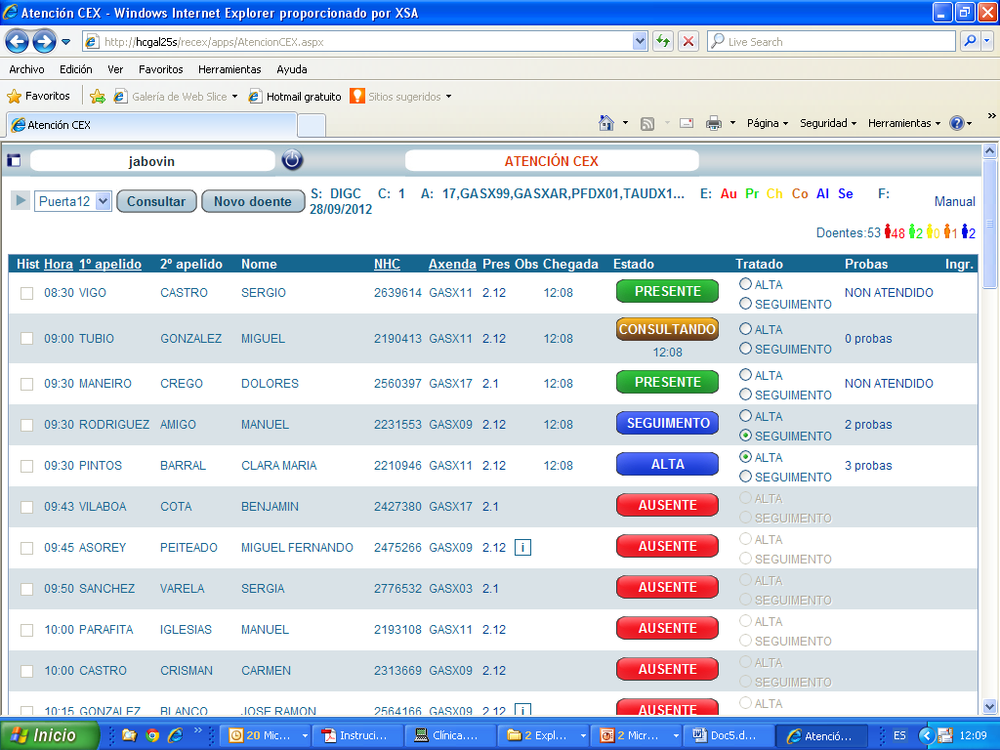 Atención CEX - Windows Internet Explorer proporcionado por XSA
http://hcgal25s/recex/apps/AtencionCEX.aspx Live Search
Archivo Edición Ver Favoritos Herramientas Ayuda
Favoritos Galería de Web Slice Hotmail gratuito Sitios sugeridos
Atención CEX Página Seguridad Herramientas
jabovin ATENCIÓN CEX
Puerta12 Consultar Novo doente S: DIGC C: 1 A: 17,GASX99,GASXAR,PFDX01,TAUDX1... E: Au Pr Ch Co Al Se F: Manual
28/09/2012
Doentes:53 48 2 0 1 2
Hist Hora 1º apelido 2º apelido Nome NHC Axenda Pres Obs Chegada Estado Tratado Probas Ingr.
08:30 VIGO CASTRO SERGIO 2639614 GASX11 2.12 12:08 PRESENTE ALTA SEGUIMENTO NON ATENDIDO
09:00 TUBIO GONZALEZ MIGUEL 2190413 GASX11 2.12 12:08 CONSULTANDO 12:08 ALTA SEGUIMENTO 0 probas
09:30 MANEIRO CREGO DOLORES 2560397 GASX17 2.1 12:08 PRESENTE ALTA SEGUIMENTO NON ATENDIDO
09:30 RODRIGUEZ AMIGO MANUEL 2231553 GASX09 2.12 12:08 SEGUIMENTO ALTA SEGUIMENTO 2 probas
09:30 PINTOS BARRAL CLARA MARIA 2210946 GASX11 2.12 12:08 ALTA ALTA SEGUIMENTO 3 probas
09:43 VILABOA COTA BENJAMIN 2427380 GASX17 2.1 AUSENTE ALTA SEGUIMENTO
09:45 ASOREY PEITEADO MIGUEL FERNANDO 2475266 GASX09 2.12 i AUSENTE ALTA SEGUIMENTO
09:50 SANCHEZ VARELA SERGIA 2776532 GASX03 2.1 AUSENTE ALTA SEGUIMENTO
10:00 PARAFITA IGLESIAS MANUEL 2193108 GASX11 2.12 AUSENTE ALTA SEGUIMENTO
10:00 CASTRO CRISMAN CARMEN 2313669 GASX09 2.12 AUSENTE ALTA SEGUIMENTO
10:15 GONZALEZ BLANCO JOSE RAMON 2564166 GASX09 2.12 i AUSENTE ALTA
Inicio 20 Mic... Instruci... Clínica.... 2 Expl... 2 Micr... Doc5.d... Atenció... ES 12:09